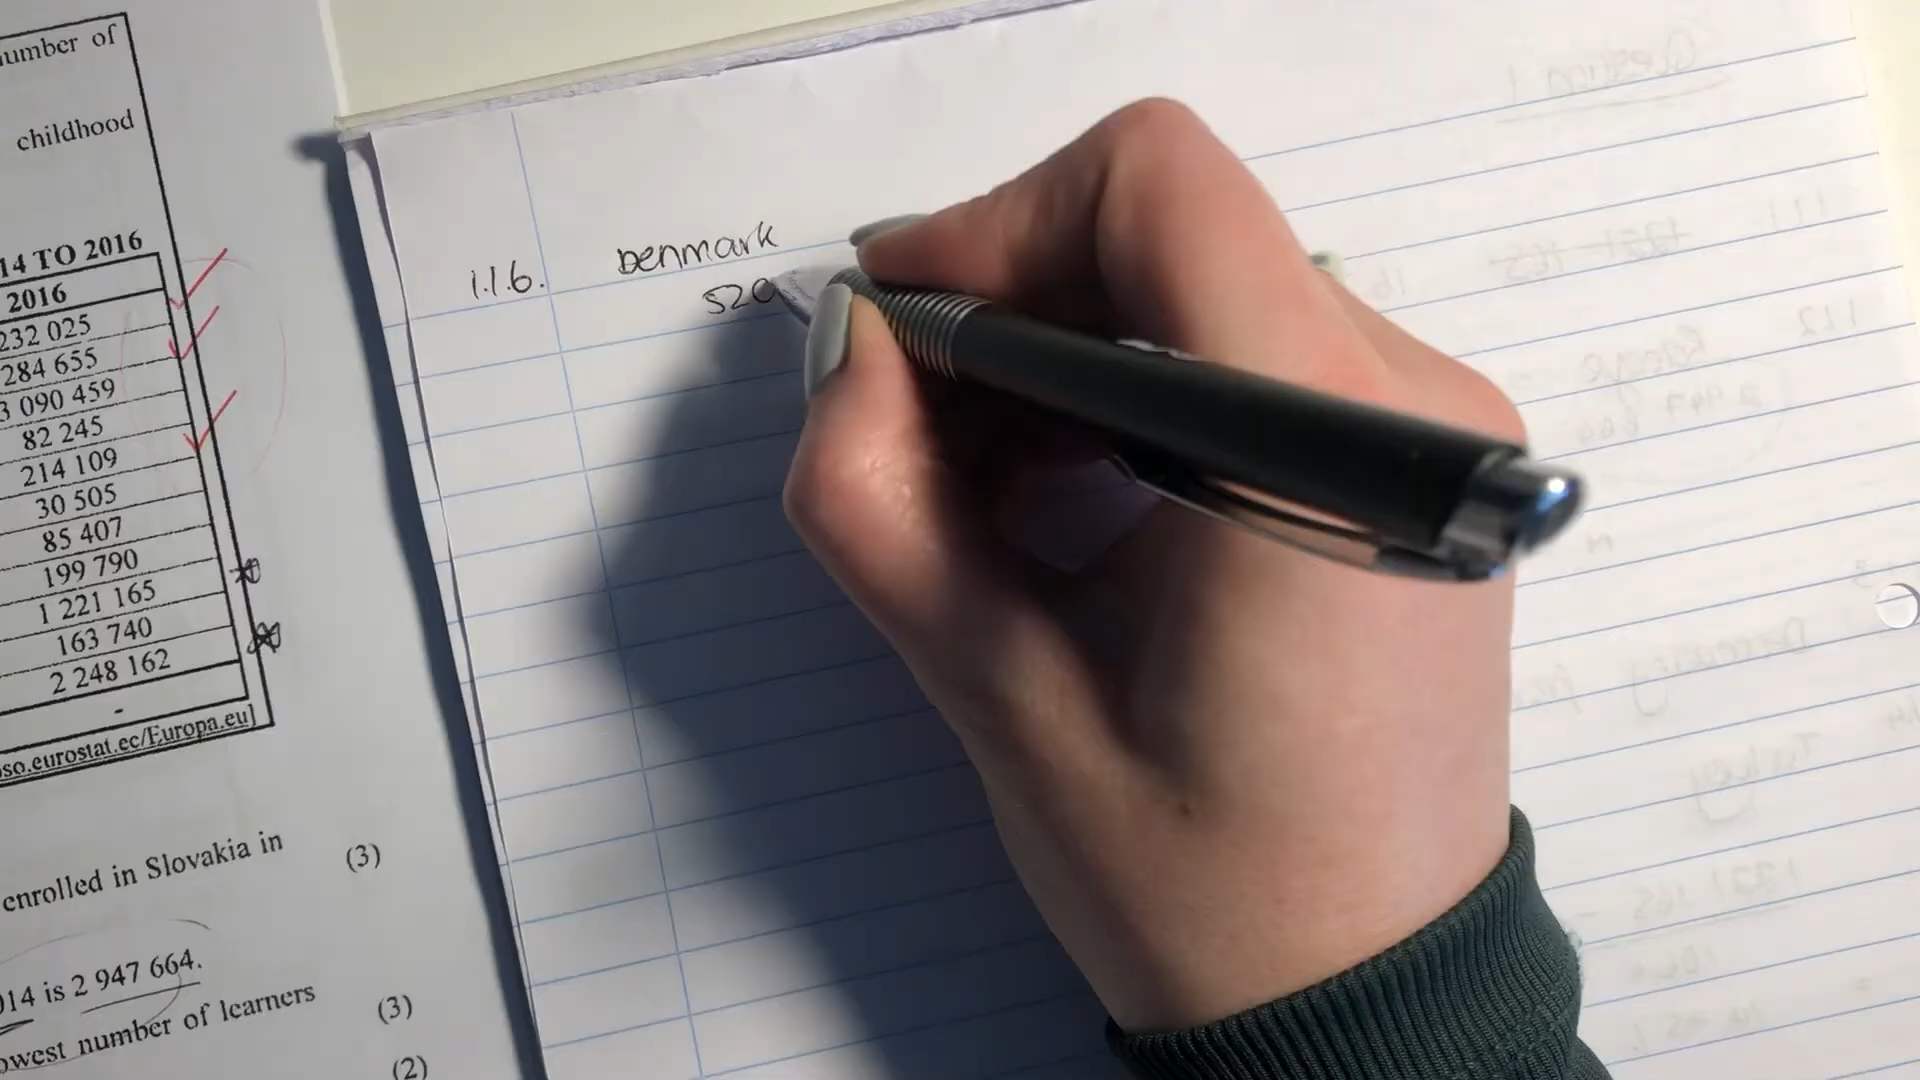 number of
childhood
14 TO 2016
2016
232 025
284 655
3 090 459
82 245
214 109
30 505
85 407
199 790
1 221 165
163 740
2 248 162
-
so.eurostat.ec/Europa.eu]
enrolled in Slovakia in (3)
014 is 2 947 664.
owest number of learners (3)
(2)
1.1.6. Denmark
520